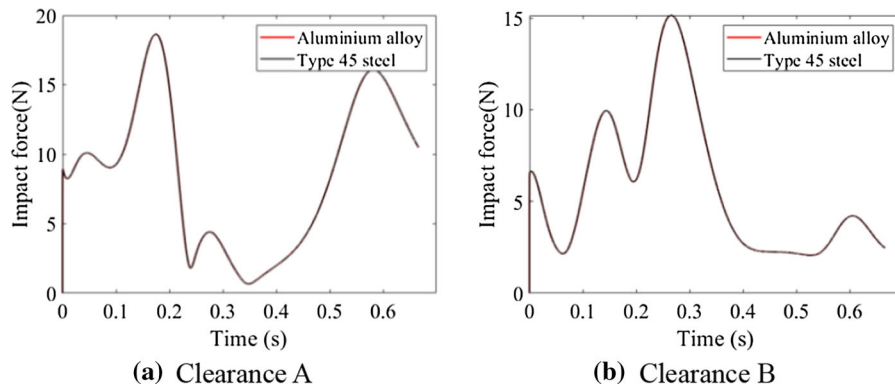 20
15
10
5
0
Impact force(N)
Aluminium alloy
Type 45 steel
0 0.1 0.2 0.3 0.4 0.5 0.6
Time (s)
(a) Clearance A
15
10
5
0
Impact force(N)
Aluminium alloy
Type 45 steel
0 0.1 0.2 0.3 0.4 0.5 0.6
Time (s)
(b) Clearance B